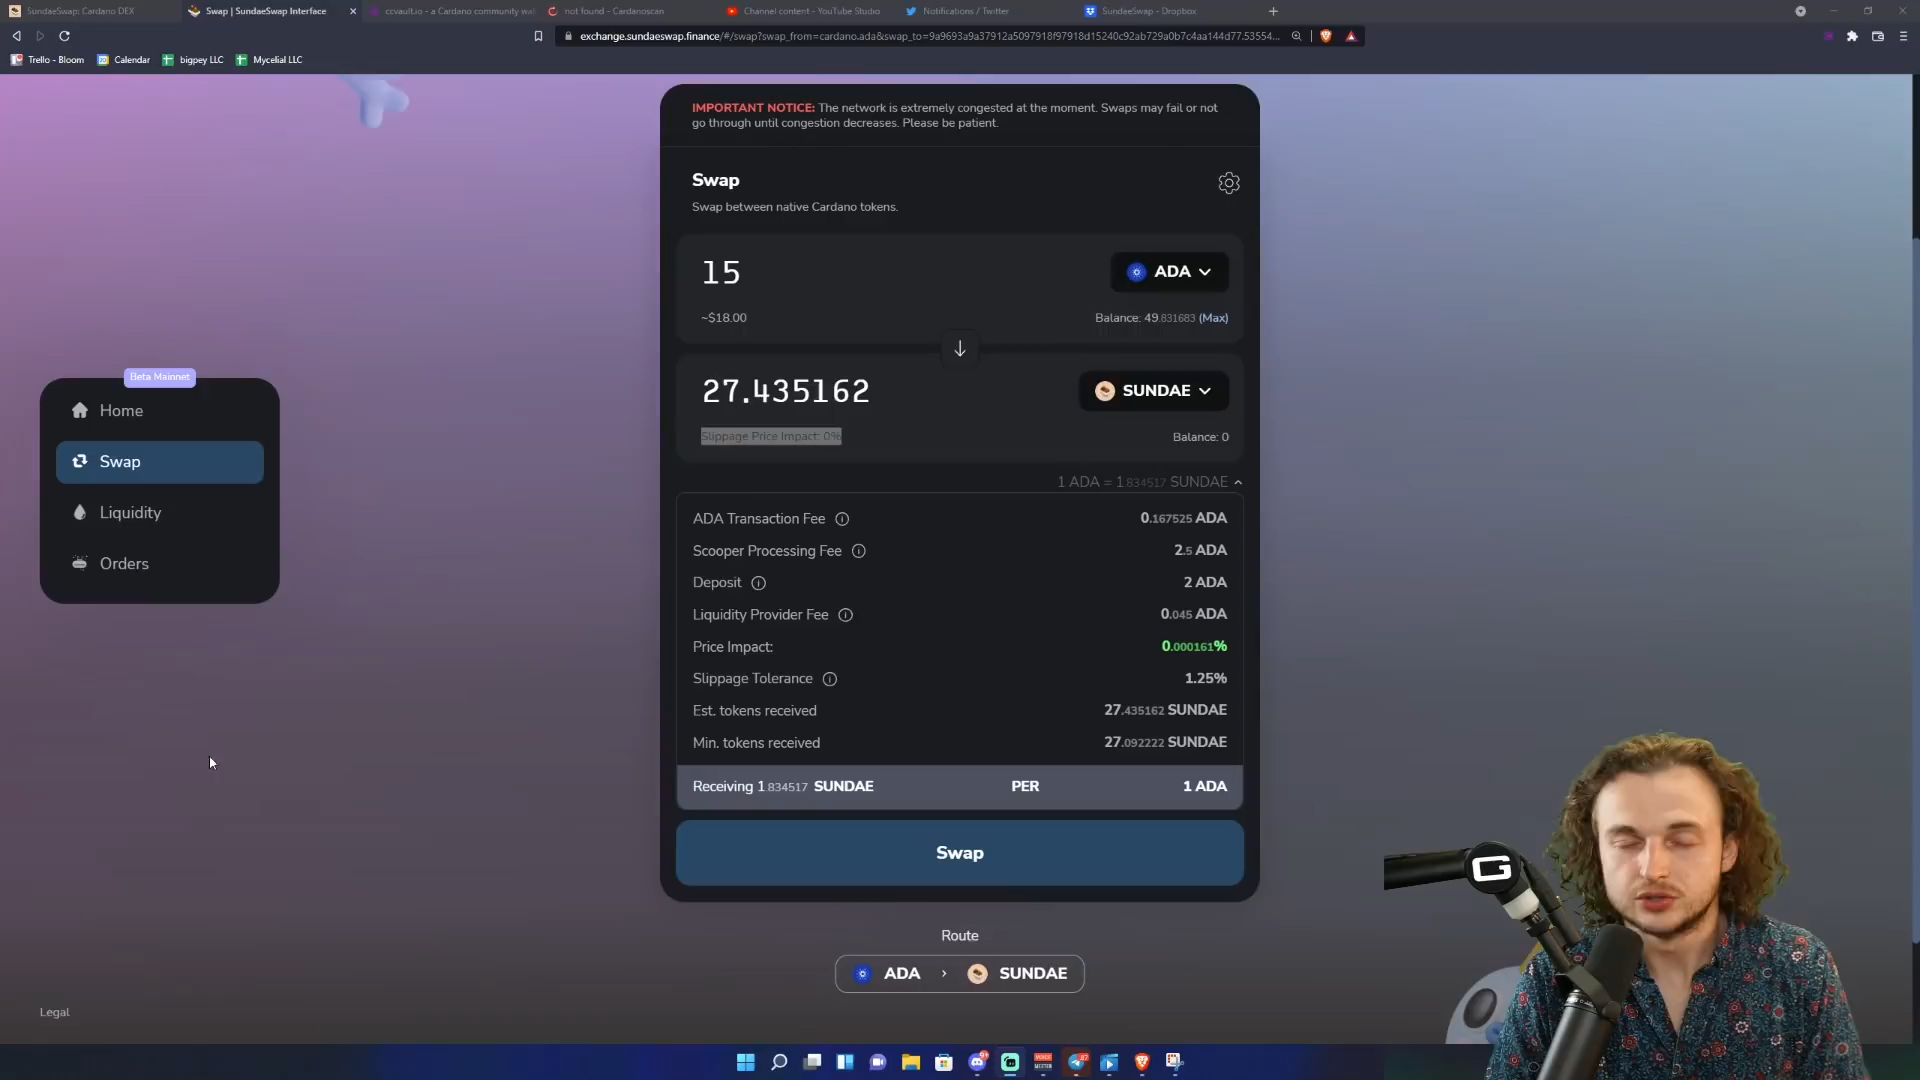 SundaeSwap: Cardano DEX
Swap | SundaeSwap Interface
ccvault.io - a Cardano community wal
not found - Cardanoscan
Channel content - YouTube Studio
Notifications / Twitter
SundaeSwap - Dropbox
exchange.sundaeswap.finance/#/swap?swap_from=cardano.ada&swap_to=9a9693a9a37912a5097918f97918d15240c92ab729a0b7c4aa144d77.53554...
Trello - Bloom
Calendar
bigpey LLC
Mycelial LLC
IMPORTANT NOTICE: The network is extremely congested at the moment. Swaps may fail or not
go through until congestion decreases. Please be patient.
Swap
Swap between native Cardano tokens.
15
ADA
~$18.00
Balance: 49.831683 (Max)
27.435162
SUNDAE
Slippage Price Impact: 0%
Balance: 0
1 ADA = 1.834517 SUNDAE
ADA Transaction Fee
0.167525 ADA
Scooper Processing Fee
2.5 ADA
Deposit
2 ADA
Liquidity Provider Fee
0.045 ADA
Price Impact:
0.000161%
Slippage Tolerance
1.25%
Est. tokens received
27.435162 SUNDAE
Min. tokens received
27.092222 SUNDAE
Receiving 1.834517 SUNDAE
PER
1 ADA
Swap
Route
ADA
SUNDAE
Beta Mainnet
Home
Swap
Liquidity
Orders
Legal
G